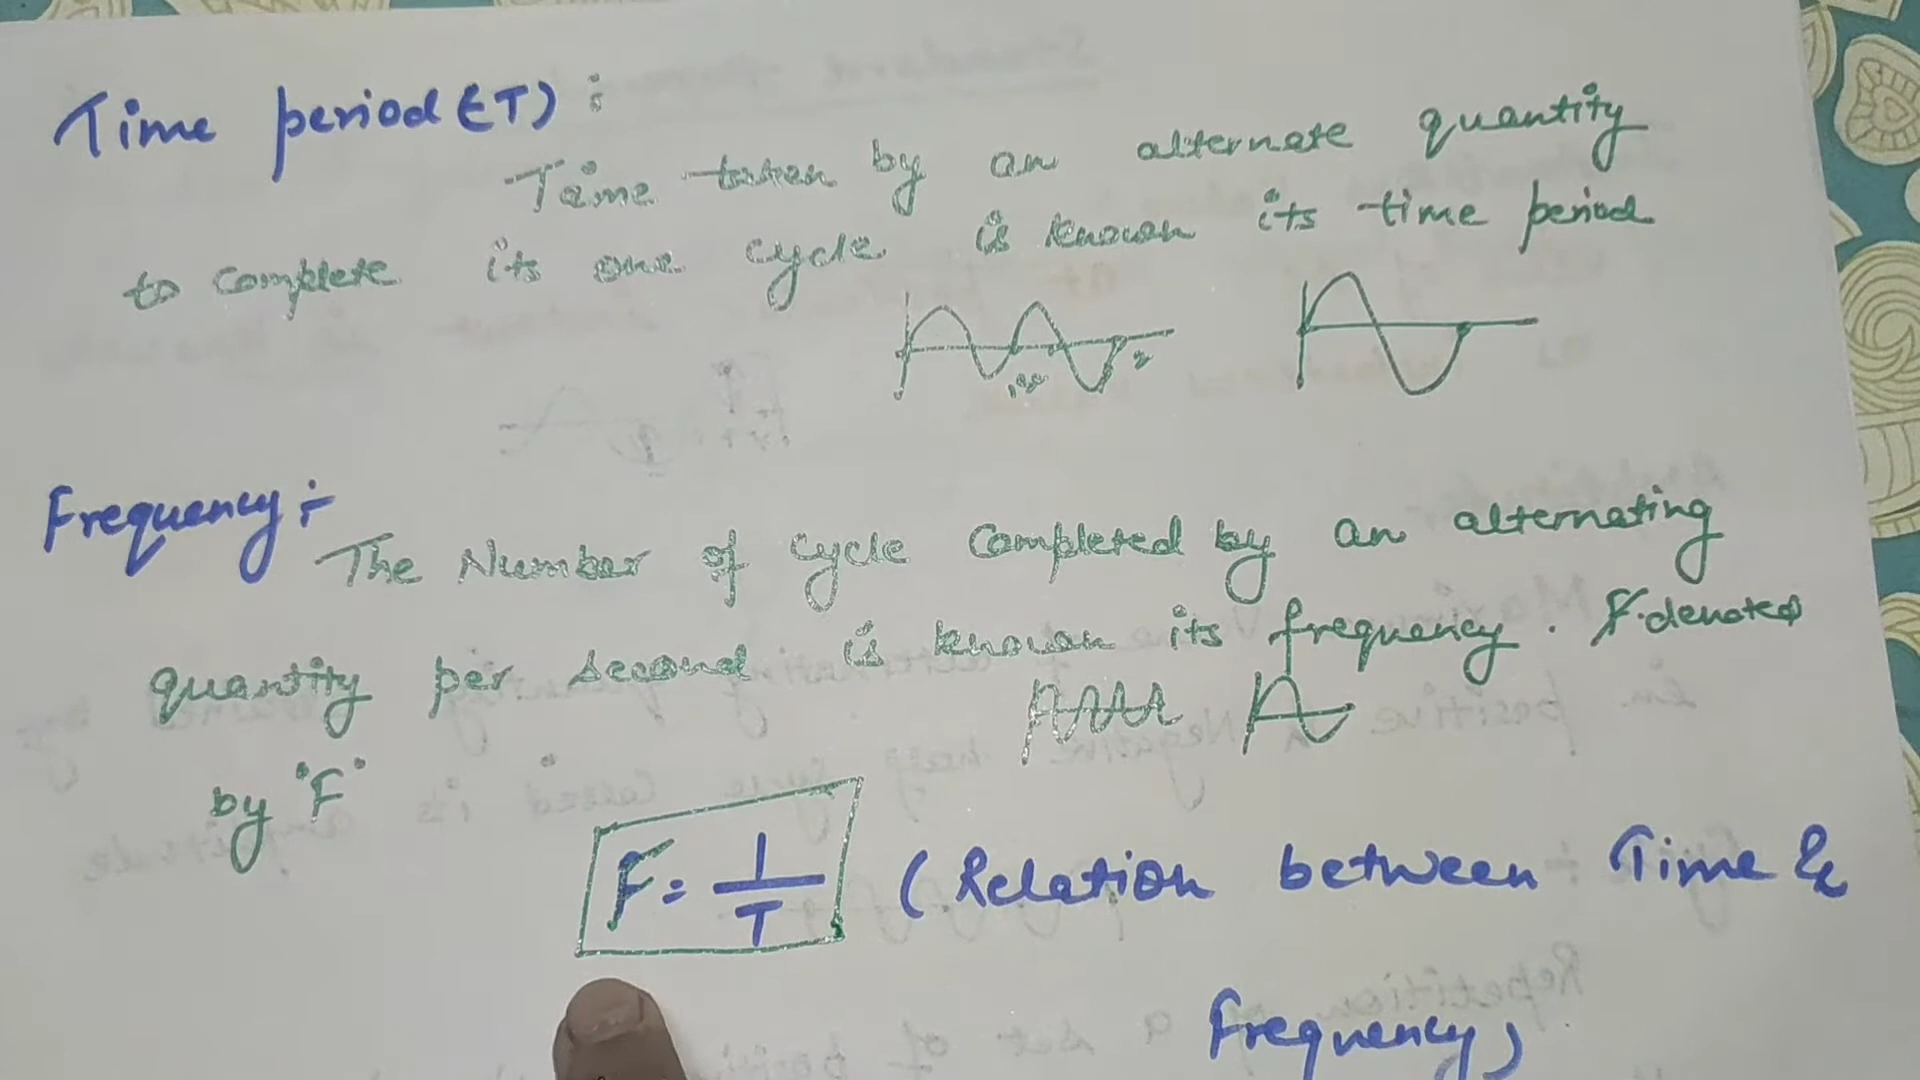 Time period (T) :
Time taken by an alternate quantity
to complete its one cycle is known its time period
Frequency :-
The Number of cycle completed by an alternating
quantity per second is known its frequency. F denoted
by "F"
F = 1/T (Relation between Time &
Frequency)